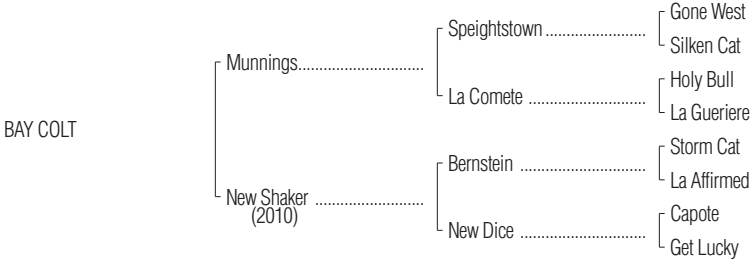 Gone West
Speightstown
Silken Cat
Munnings
Holy Bull
La Comete
La Gueriere
BAY COLT
Storm Cat
Bernstein
La Affirmed
New Shaker
(2010)
Capote
New Dice
Get Lucky